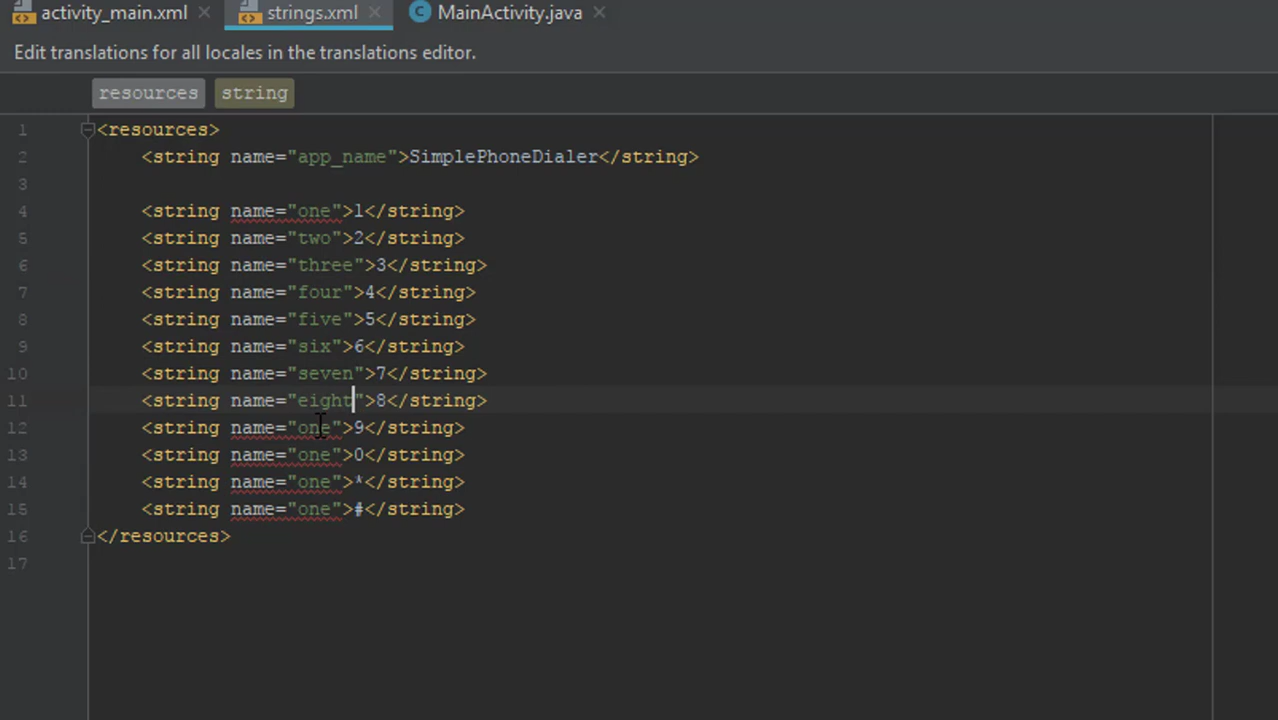 activity_main.xml strings.xml MainActivity.java
Edit translations for all locales in the translations editor.
resources string
1 <resources>
2 <string name="app_name">SimplePhoneDialer</string>
3
4 <string name="one">1</string>
5 <string name="two">2</string>
6 <string name="three">3</string>
7 <string name="four">4</string>
8 <string name="five">5</string>
9 <string name="six">6</string>
10 <string name="seven">7</string>
11 <string name="eight">8</string>
12 <string name="one">9</string>
13 <string name="one">0</string>
14 <string name="one">*</string>
15 <string name="one">#</string>
16 </resources>
17